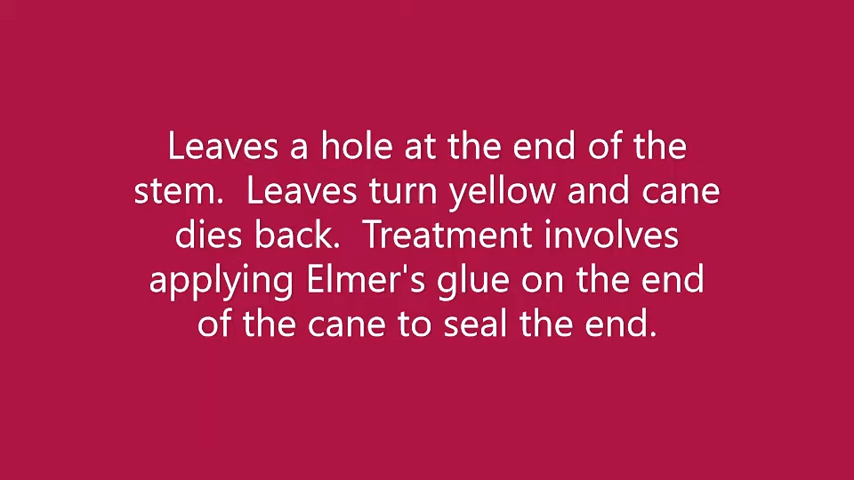 Leaves a hole at the end of the
stem.  Leaves turn yellow and cane
dies back.  Treatment involves
applying Elmer's glue on the end
of the cane to seal the end.